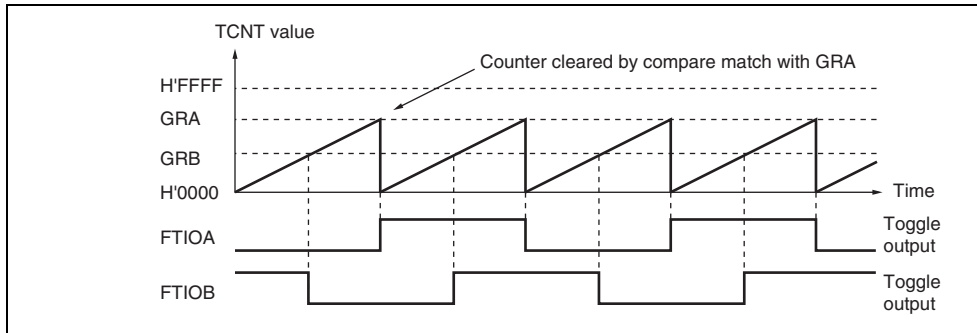 TCNT value
Counter cleared by compare match with GRA
H'FFFF
GRA
GRB
H'0000
Time
FTIOA
Toggle
output
FTIOB
Toggle
output